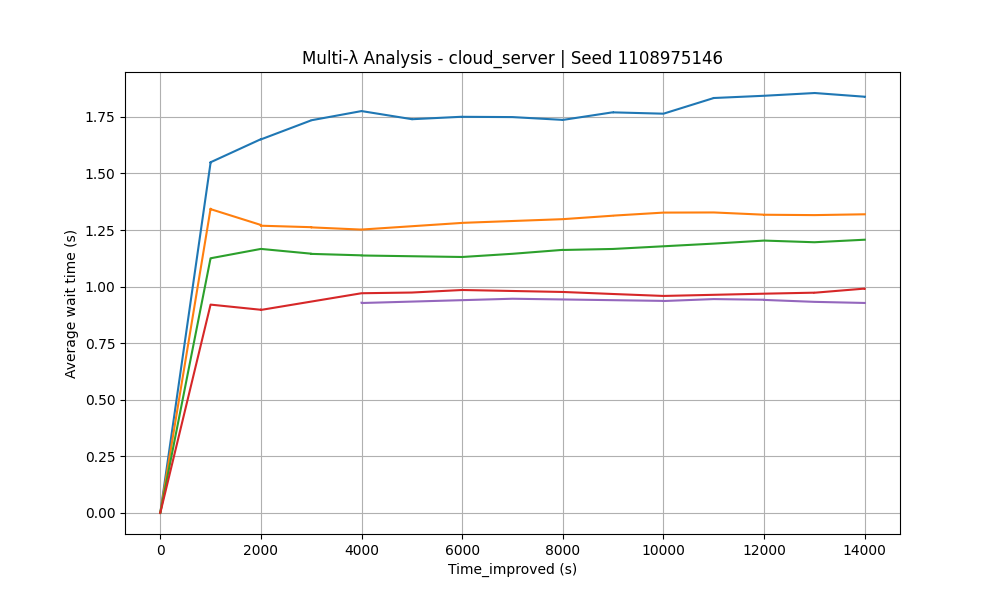 Multi-λ Analysis - cloud_server | Seed 1108975146
Average wait time (s)
1.75
1.50
1.25
1.00
0.75
0.50
0.25
0.00
0 2000 4000 6000 8000 10000 12000 14000
Time_improved (s)